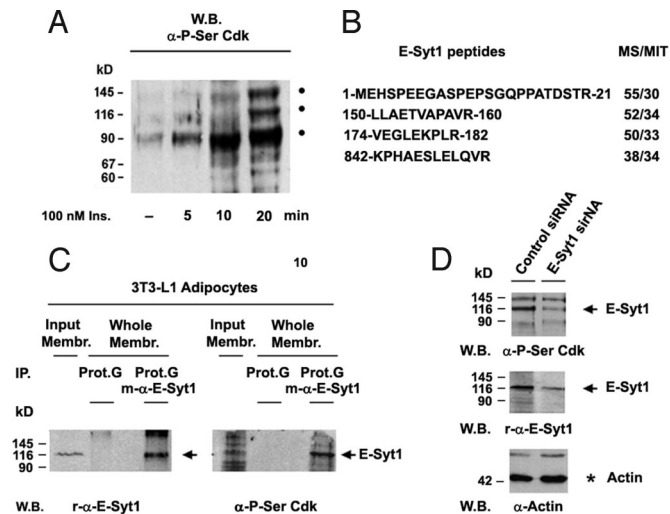 A
W.B.
α-P-Ser Cdk
kD
145
116
90
67
60
100 nM Ins. – 5 10 20 min
B
E-Syt1 peptides MS/MIT
1-MEHSPEEGASPEPSGQPPATDSTR-21 55/30
150-LLAETVAPAVR-160 52/34
174-VEGLEKPLR-182 50/33
842-KPHAESLELQVR 38/34
C
10
3T3-L1 Adipocytes
Input Whole Input Whole
Membr. Membr. Membr. Membr.
IP. Prot.G Prot.G Prot.G Prot.G
m-α-E-Syt1 m-α-E-Syt1
kD
145
116 E-Syt1
90
W.B. r-α-E-Syt1 α-P-Ser Cdk
D
Control siRNA
E-Syt1 sirNA
kD
145
116 E-Syt1
90
W.B. α-P-Ser Cdk
145
116 E-Syt1
90
W.B. r-α-E-Syt1
42 * Actin
W.B. α-Actin